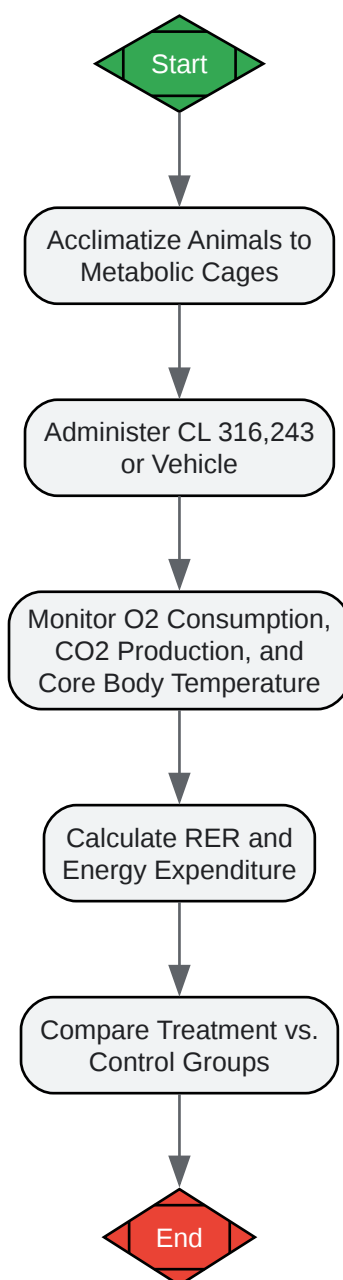 Start
Acclimatize Animals to
Metabolic Cages
Administer CL 316,243
or Vehicle
Monitor O2 Consumption,
CO2 Production, and
Core Body Temperature
Calculate RER and
Energy Expenditure
Compare Treatment vs.
Control Groups
End